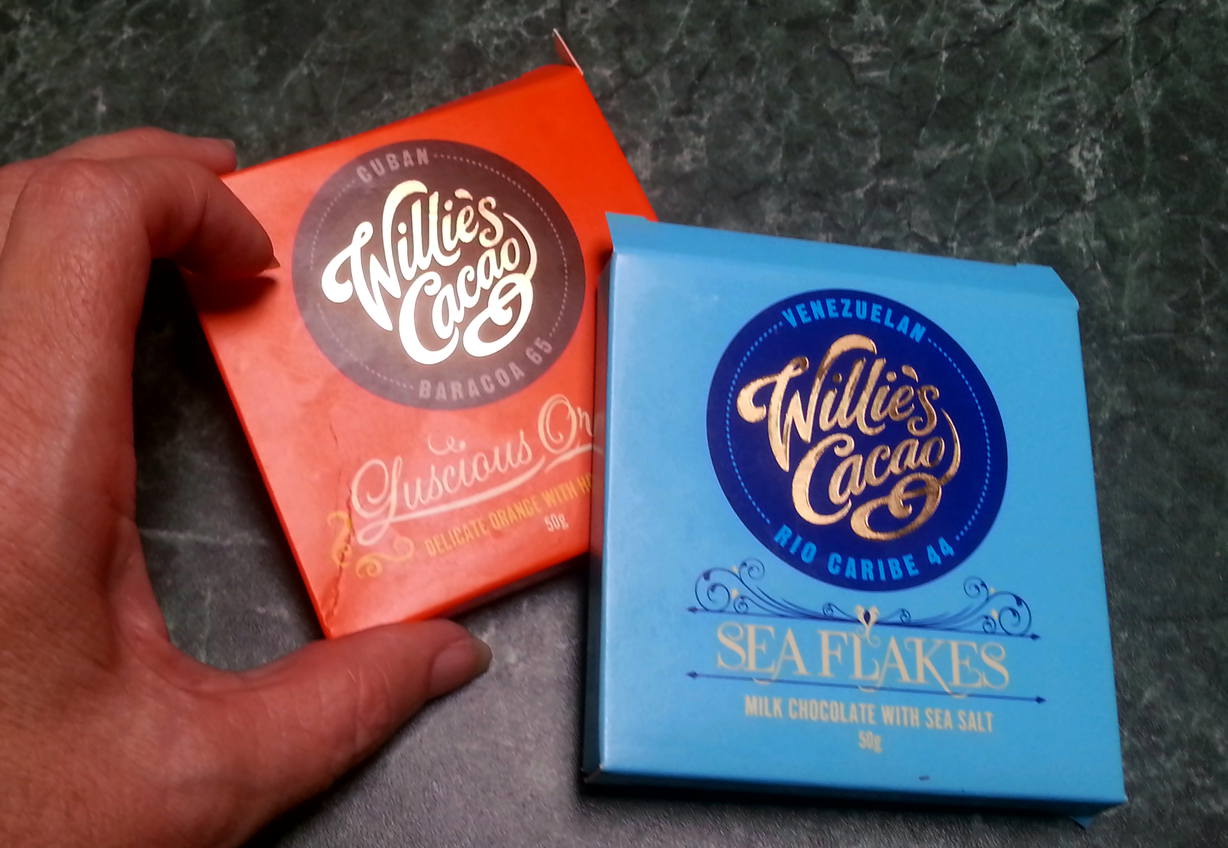 CUBAN
Willie's
Cacao
BARACOA 65
Luscious Or
DELICATE ORANGE WITH
50g
VENEZUELAN
Willie's
Cacao
RIO CARIBE 44
SEA FLAKES
MILK CHOCOLATE WITH SEA SALT
50g